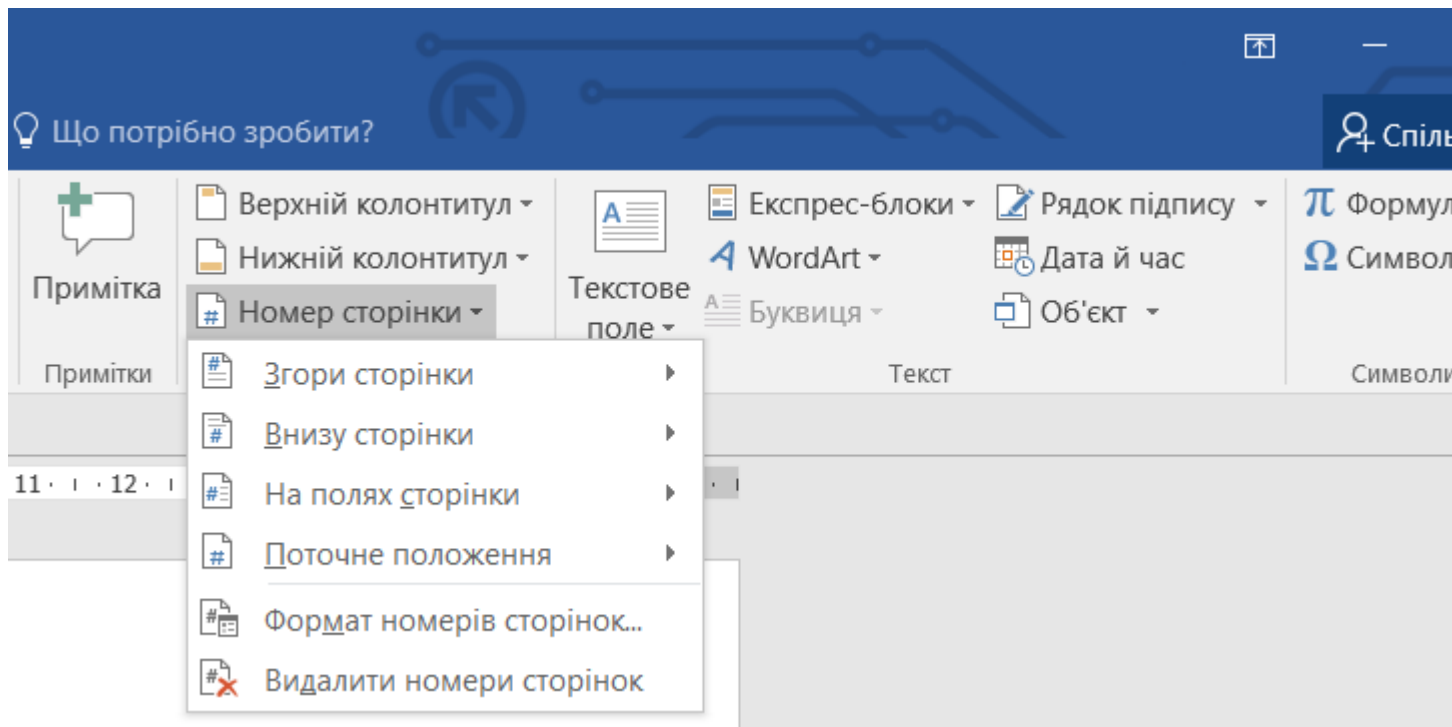 Що потрібно зробити?
Спіль
Примітка
Примітки
Верхній колонтитул
Нижній колонтитул
Номер сторінки
Текстове
поле
Експрес-блоки
WordArt
Буквиця
Рядок підпису
Дата й час
Об'єкт
Текст
Формул
Символ
Символи
Згори сторінки
Внизу сторінки
На полях сторінки
Поточне положення
Формат номерів сторінок...
Видалити номери сторінок
11 12